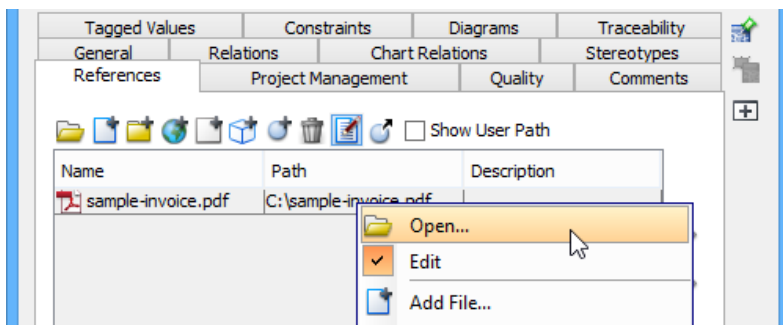 Tagged Values Constraints Diagrams Traceability
General Relations Chart Relations Stereotypes
References Project Management Quality Comments
Show User Path
Name Path Description
sample-invoice.pdf C:\sample-invoice.pdf
Open...
Edit
Add File...